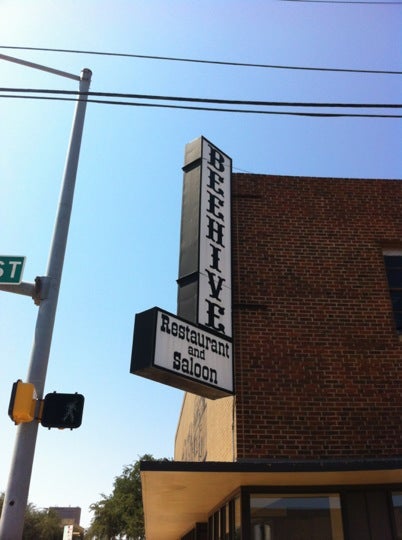 BEEHIVE
Restaurant
and
Saloon
ST